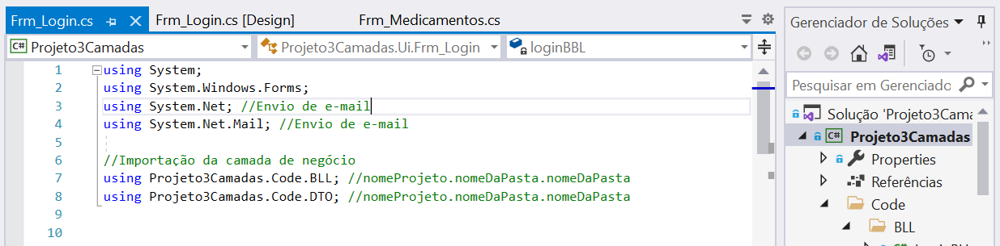 Frm_Login.cs
Frm_Login.cs [Design]
Frm_Medicamentos.cs
Projeto3Camadas
Projeto3Camadas.Ui.Frm_Login
loginBBL
1 using System;
2 using System.Windows.Forms;
3 using System.Net; //Envio de e-mail
4 using System.Net.Mail; //Envio de e-mail
5
6 //Importação da camada de negócio
7 using Projeto3Camadas.Code.BLL; //nomeProjeto.nomeDaPasta.nomeDaPasta
8 using Projeto3Camadas.Code.DTO; //nomeProjeto.nomeDaPasta.nomeDaPasta
9
10
Gerenciador de Soluções
Pesquisar em Gerenciado
Solução 'Projeto3Cama
C# Projeto3Camadas
Properties
Referências
Code
BLL